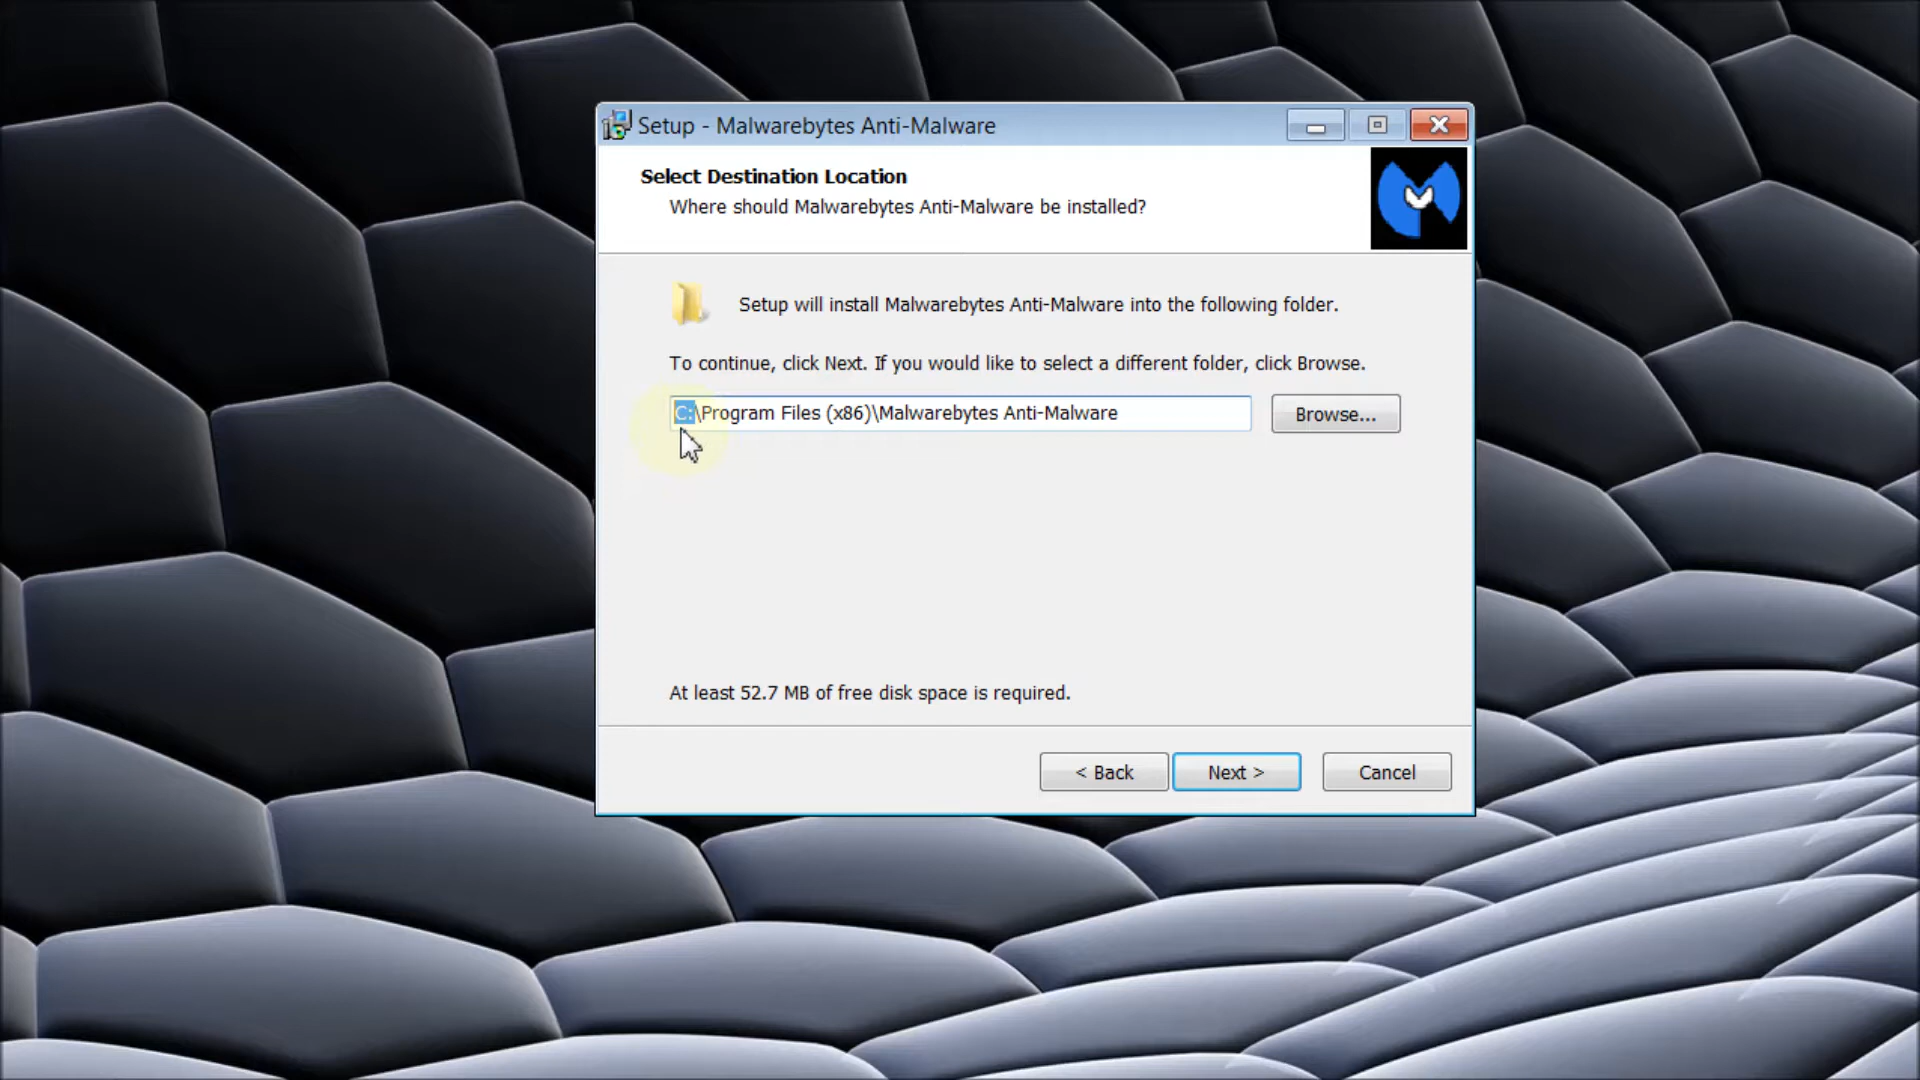 Setup - Malwarebytes Anti-Malware
Select Destination Location
Where should Malwarebytes Anti-Malware be installed?
Setup will install Malwarebytes Anti-Malware into the following folder.
To continue, click Next. If you would like to select a different folder, click Browse.
C:\Program Files (x86)\Malwarebytes Anti-Malware
Browse...
At least 52.7 MB of free disk space is required.
< Back
Next >
Cancel